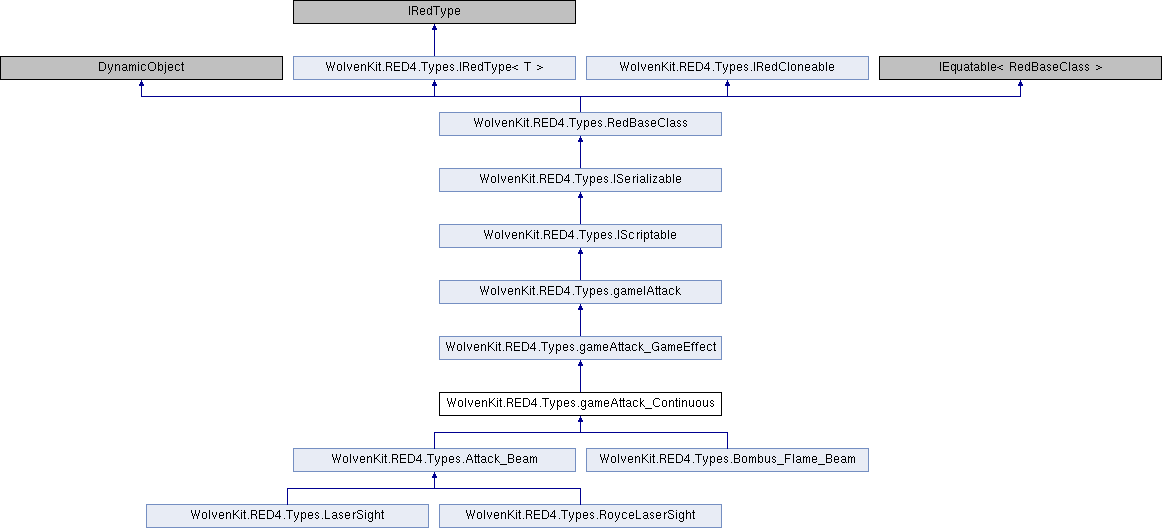 IRedType
DynamicObject
WolvenKit.RED4.Types.IRedType< T >
WolvenKit.RED4.Types.IRedCloneable
IEquatable< RedBaseClass >
WolvenKit.RED4.Types.RedBaseClass
WolvenKit.RED4.Types.ISerializable
WolvenKit.RED4.Types.IScriptable
WolvenKit.RED4.Types.gameIAttack
WolvenKit.RED4.Types.gameAttack_GameEffect
WolvenKit.RED4.Types.gameAttack_Continuous
WolvenKit.RED4.Types.Attack_Beam
WolvenKit.RED4.Types.Bombus_Flame_Beam
WolvenKit.RED4.Types.LaserSight
WolvenKit.RED4.Types.RoyceLaserSight